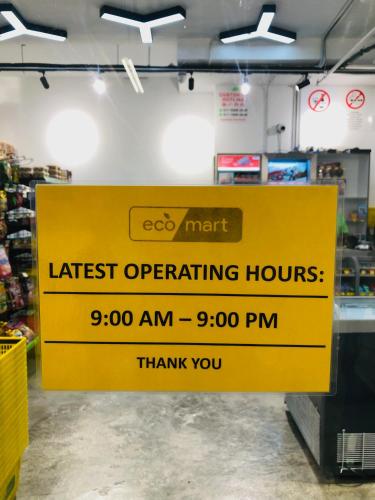 eco mart
LATEST OPERATING HOURS:
9:00 AM – 9:00 PM
THANK YOU